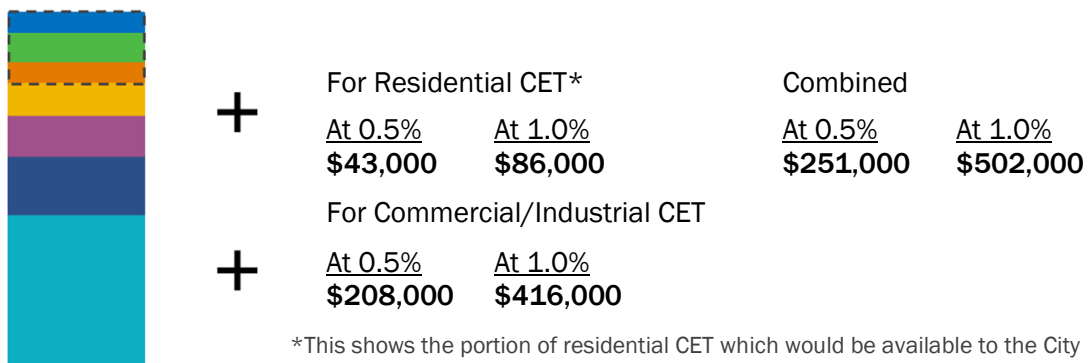 +
For Residential CET*
At 0.5% At 1.0%
$43,000 $86,000
Combined
At 0.5% At 1.0%
$251,000 $502,000
For Commercial/Industrial CET
+
At 0.5% At 1.0%
$208,000 $416,000
*This shows the portion of residential CET which would be available to the City